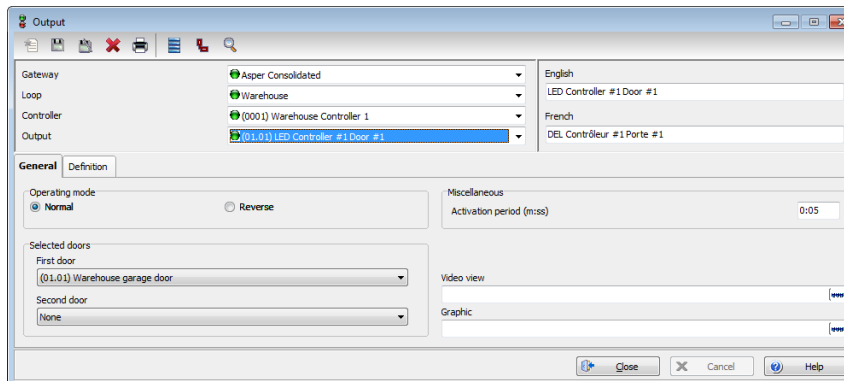 Output
Gateway
Asper Consolidated
English
Loop
Warehouse
LED Controller #1 Door #1
Controller
(0001) Warehouse Controller 1
French
Output
(01.01) LED Controller #1 Door #1
DEL Contrôleur #1 Porte #1
General Definition
Operating mode
Normal Reverse
Miscellaneous
Activation period (m:ss) 0:05
Selected doors
First door
(01.01) Warehouse garage door
Second door
None
Video view
Graphic
Close Cancel Help